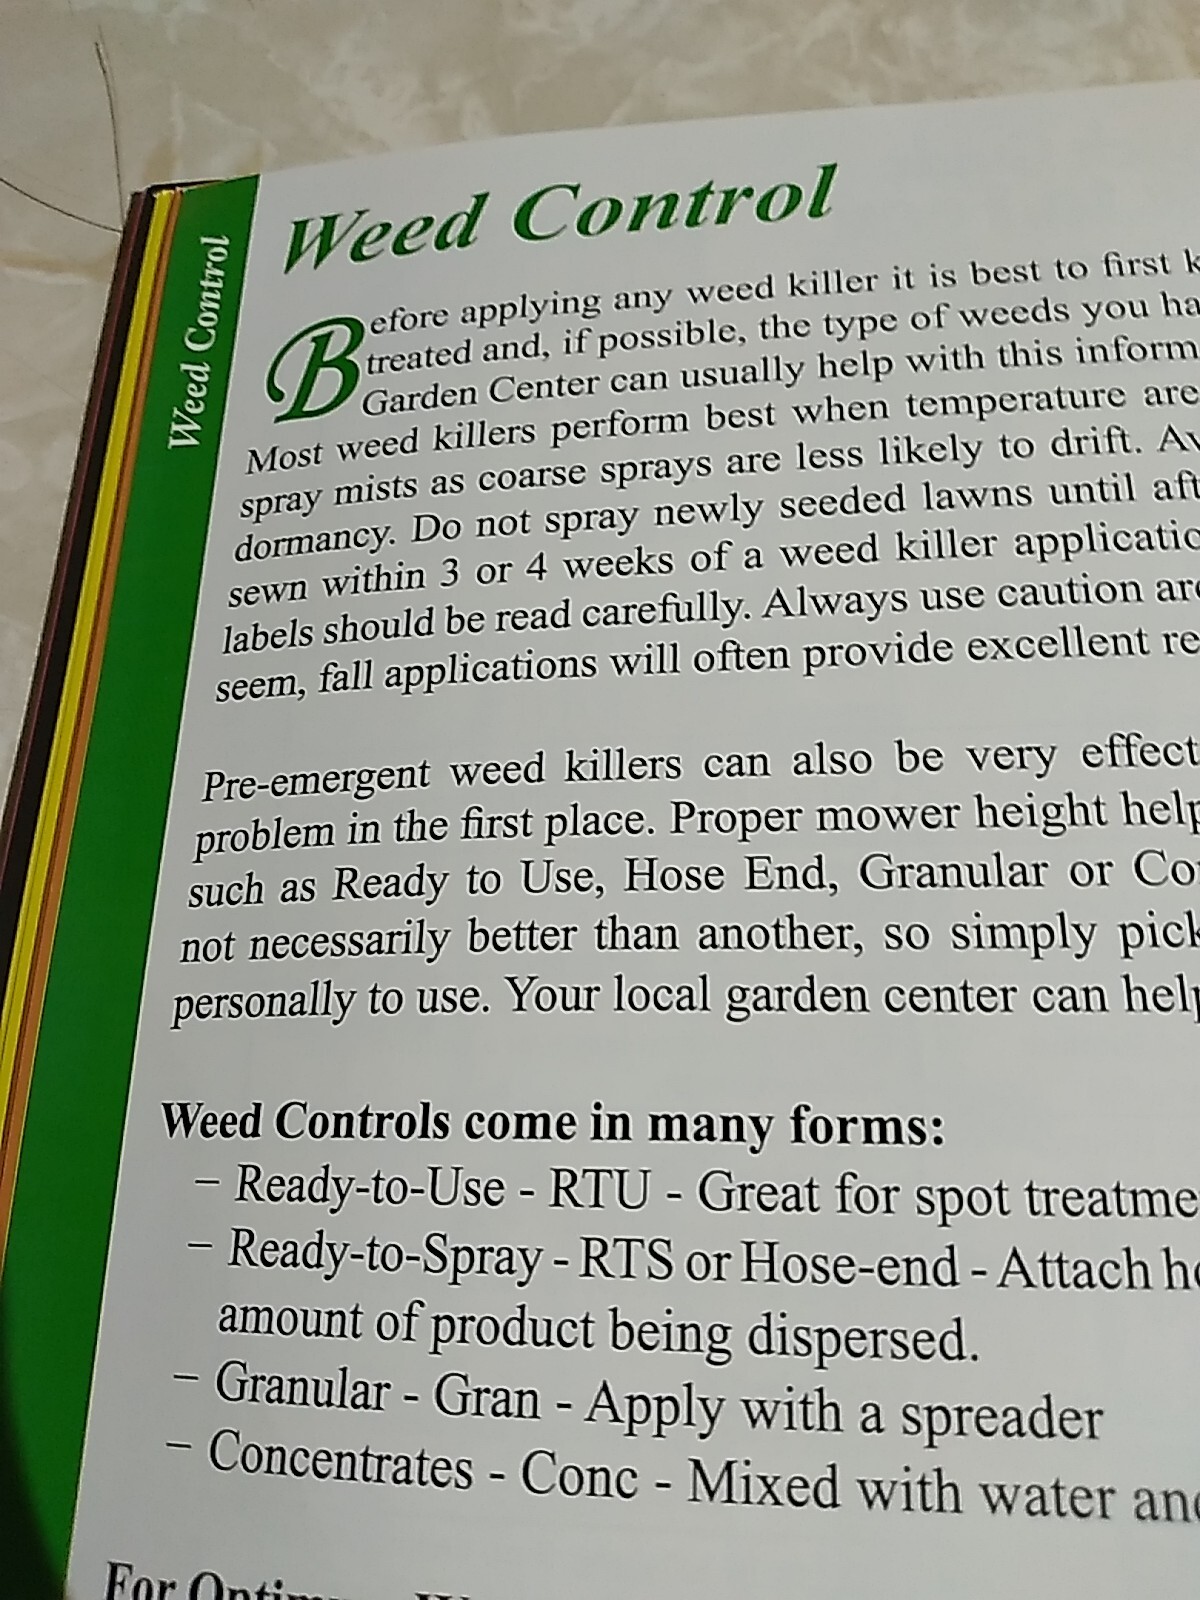 Weed Control
Weed Control
Before applying any weed killer it is best to first
treated and, if possible, the type of weeds you
Garden Center can usually help with this
Most weed killers perform best when temperature are
spray mists as coarse sprays are less likely to drift.
dormancy. Do not spray newly seeded lawns until
sewn within 3 or 4 weeks of a weed killer
labels should be read carefully. Always use caution
seem, fall applications will often provide excellent
Pre-emergent weed killers can also be very
problem in the first place. Proper mower height
such as Ready to Use, Hose End, Granular or
not necessarily better than another, so simply
personally to use. Your local garden center can
Weed Controls come in many forms:
– Ready-to-Use - RTU - Great for spot
– Ready-to-Spray - RTS or Hose-end - Attach
amount of product being dispersed.
– Granular - Gran - Apply with a spreader
– Concentrates - Conc - Mixed with water
For